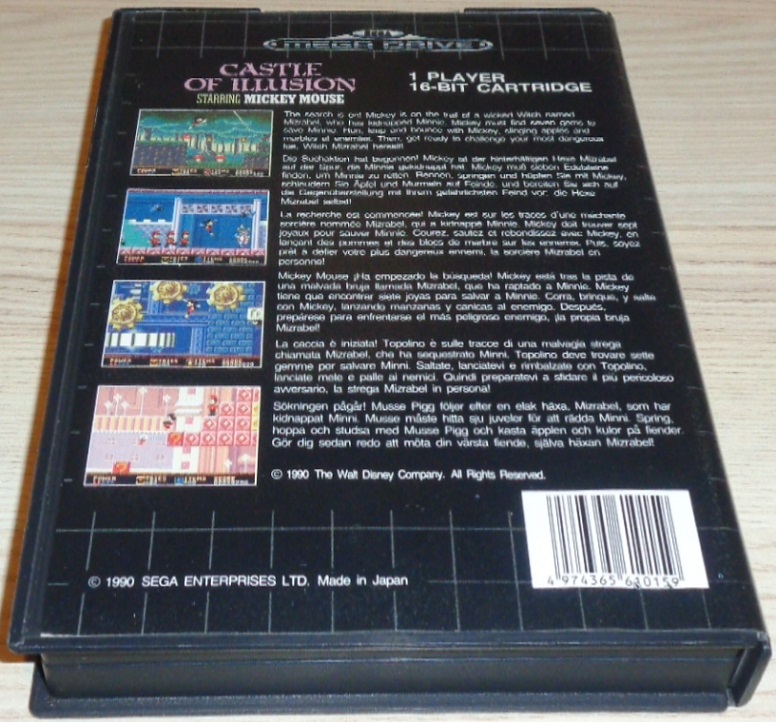 SEGA
MEGA DRIVE
CASTLE
OF ILLUSION
STARRING MICKEY MOUSE
1 PLAYER
16-BIT CARTRIDGE
The search is on! Mickey is on the trail of a wicked Witch named
Mizrabel, who has kidnapped Minnie. Mickey must find seven gems to
save Minnie. Run, leap and bounce with Mickey, slinging apples and
marbles at enemies. Then, get ready to challenge your most dangerous
foe, Witch Mizrabel herself!
Die Suchaktion hat begonnen! Mickey ist der hinterhältigen Hexe Mizrabel
auf der Spur, die Minnie gekidnappt hat. Mickey muß sieben Edelsteine
finden, um Minnie zu retten. Rennen, springen und hüpfen Sie mit Mickey,
schleudern Sie Äpfel und Murmeln auf Feinde, und bereiten Sie sich auf
die Gegenüberstellung mit Ihrem gefährlichsten Feind vor: die Hexe
Mizrabel selbst!
La recherche est commencée! Mickey est sur les traces d'une méchante
sorcière nommée Mizrabel, qui a kidnappé Minnie. Mickey doit trouver sept
joyaux pour sauver Minnie. Courez, sautez et rebondissez avec Mickey, en
lançant des pommes et des blocs de marbre sur les ennemis. Puis, soyez
prêt à défier votre plus dangereux ennemi, la sorcière Mizrabel en
personne!
Mickey Mouse ¡Ha empezado la búsqueda! Mickey está tras la pista de
una malvada bruja llamada Mizrabel, que ha raptado a Minnie. Mickey
tiene que encontrar siete joyas para salvar a Minnie. Corra, brinque, y salte
con Mickey, lanzando manzanas y canicas al enemigo. Después,
prepárese para enfrentarse al más peligroso enemigo, ¡la propia bruja
Mizrabel!
La caccia è iniziata! Topolino è sulle tracce di una malvagia strega
chiamata Mizrabel, che ha sequestrato Minni. Topolino deve trovare sette
gemme per salvare Minni. Saltate, lanciatevi e rimbalzate con Topolino,
lanciate mele e palle ai nemici. Quindi preparatevi a sfidare il più pericoloso
avversario, la strega Mizrabel in persona!
Sökningen pågår! Musse Pigg följer efter en elak häxa, Mizrabel, som har
kidnappat Minni. Musse måste hitta sju juveler för att rädda Minni. Spring,
hoppa och studsa med Musse Pigg och kasta äpplen och kulor på fiender.
Gör dig sedan redo att möta din värsta fiende, själva häxan Mizrabel!
© 1990 The Walt Disney Company. All Rights Reserved.
© 1990 SEGA ENTERPRISES LTD. Made in Japan
4 974365 610159